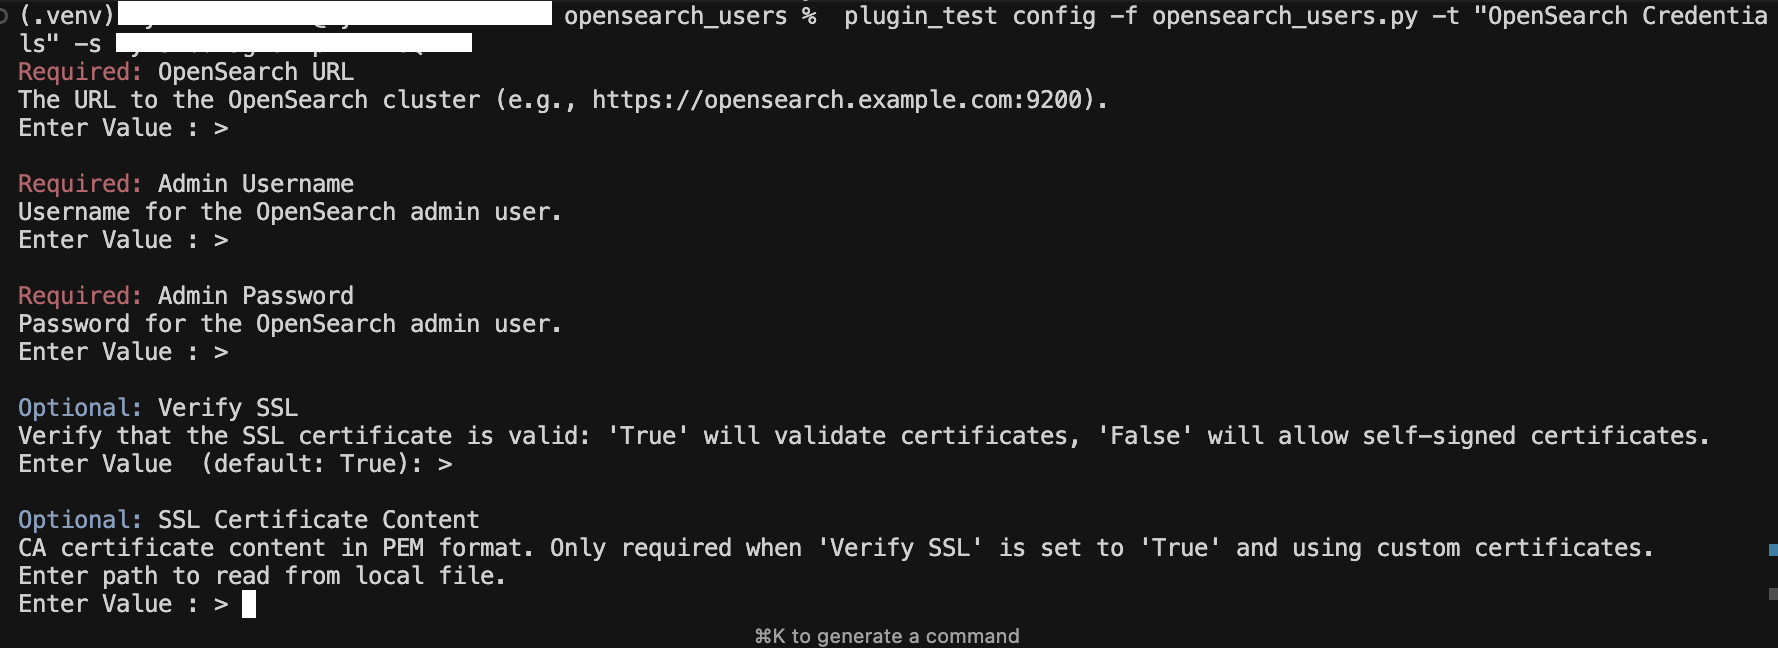 (.venv) opensearch_users % plugin_test config -f opensearch_users.py -t "OpenSearch Credentia
ls" -s
Required: OpenSearch URL
The URL to the OpenSearch cluster (e.g., https://opensearch.example.com:9200).
Enter Value : >
Required: Admin Username
Username for the OpenSearch admin user.
Enter Value : >
Required: Admin Password
Password for the OpenSearch admin user.
Enter Value : >
Optional: Verify SSL
Verify that the SSL certificate is valid: 'True' will validate certificates, 'False' will allow self-signed certificates.
Enter Value  (default: True): >
Optional: SSL Certificate Content
CA certificate content in PEM format. Only required when 'Verify SSL' is set to 'True' and using custom certificates.
Enter path to read from local file.
Enter Value : >
⌘K to generate a command